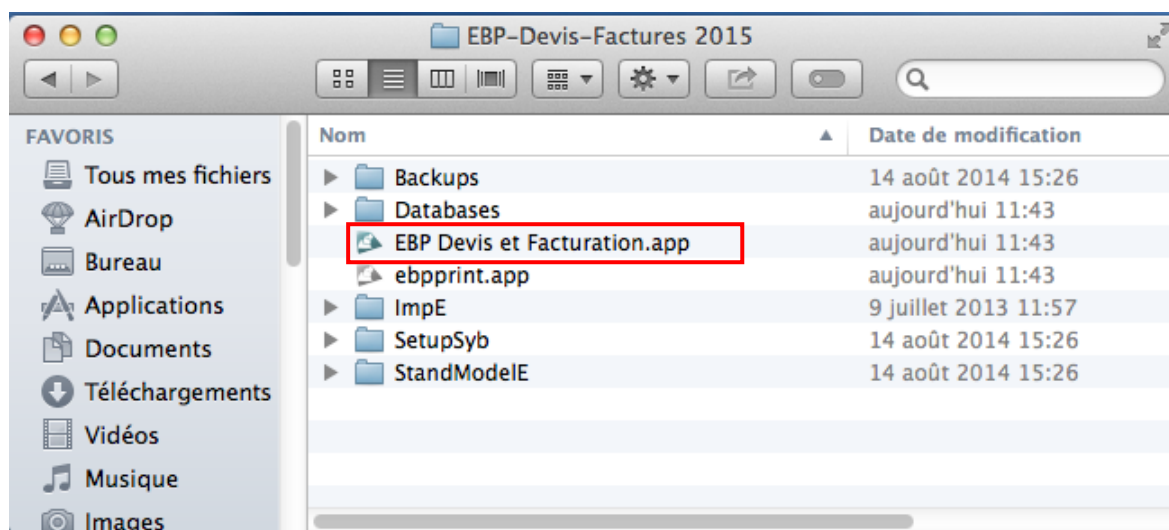 EBP-Devis-Factures 2015
FAVORIS
Tous mes fichiers
AirDrop
Bureau
Applications
Documents
Téléchargements
Vidéos
Musique
Images
Nom Date de modification
Backups 14 août 2014 15:26
Databases aujourd'hui 11:43
EBP Devis et Facturation.app aujourd'hui 11:43
ebpprint.app aujourd'hui 11:43
ImpE 9 juillet 2013 11:57
SetupSyb 14 août 2014 15:26
StandModelE 14 août 2014 15:26